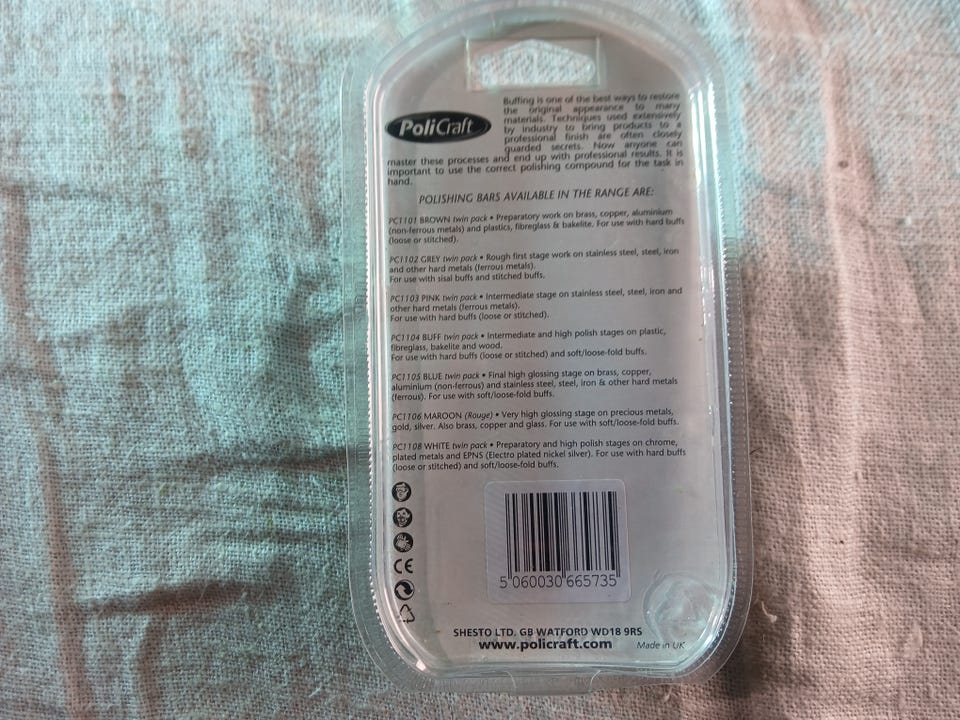 PoliCraft
Buffing is one of the best ways to restore
the original appearance to many
materials. Techniques used extensively
by industry to bring products to a
professional finish are often closely
guarded secrets. Now anyone can
master these processes and end up with professional results. It is
important to use the correct polishing compound for the task in
hand.
POLISHING BARS AVAILABLE IN THE RANGE ARE:
PC1101 BROWN twin pack • Preparatory work on brass, copper, aluminium
(non-ferrous metals) and plastics, fibreglass & bakelite. For use with hard buffs
(loose or stitched).
PC1102 GREY twin pack • Rough first stage work on stainless steel, steel, iron
and other hard metals (ferrous metals).
For use with sisal buffs and stitched buffs.
PC1103 PINK twin pack • Intermediate stage on stainless steel, steel, iron and
other hard metals (ferrous metals).
For use with hard buffs (loose or stitched).
PC1104 BUFF twin pack • Intermediate and high polish stages on plastic,
fibreglass, bakelite and wood.
For use with hard buffs (loose or stitched) and soft/loose-fold buffs.
PC1105 BLUE twin pack • Final high glossing stage on brass, copper,
aluminium (non-ferrous) and stainless steel, steel, iron & other hard metals
(ferrous). For use with soft/loose-fold buffs.
PC1106 MAROON (Rouge) • Very high glossing stage on precious metals,
gold, silver. Also brass, copper and glass. For use with soft/loose-fold buffs.
PC1108 WHITE twin pack • Preparatory and high polish stages on chrome,
plated metals and EPNS (Electro plated nickel silver). For use with hard buffs
(loose or stitched) and soft/loose-fold buffs.
CE
5 060030 665735
SHESTO LTD. GB-WATFORD WD18 9RS
www.policraft.com Made in UK